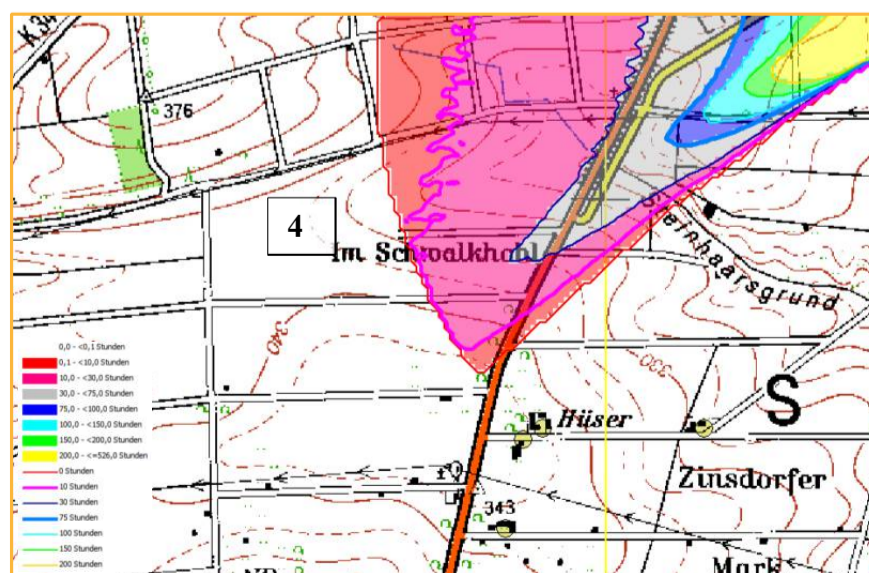 K 34
376
4
Im Schwalkhohl
Steinhaarsgrund
340
330
Hüser
S
Zinsdorfer
343
Mark
0,0 - <0,1 Stunden
0,1 - <10,0 Stunden
10,0 - <30,0 Stunden
30,0 - <75,0 Stunden
75,0 - <100,0 Stunden
100,0 - <150,0 Stunden
150,0 - <200,0 Stunden
200,0 - <=526,0 Stunden
0 Stunden
10 Stunden
30 Stunden
75 Stunden
100 Stunden
150 Stunden
200 Stunden